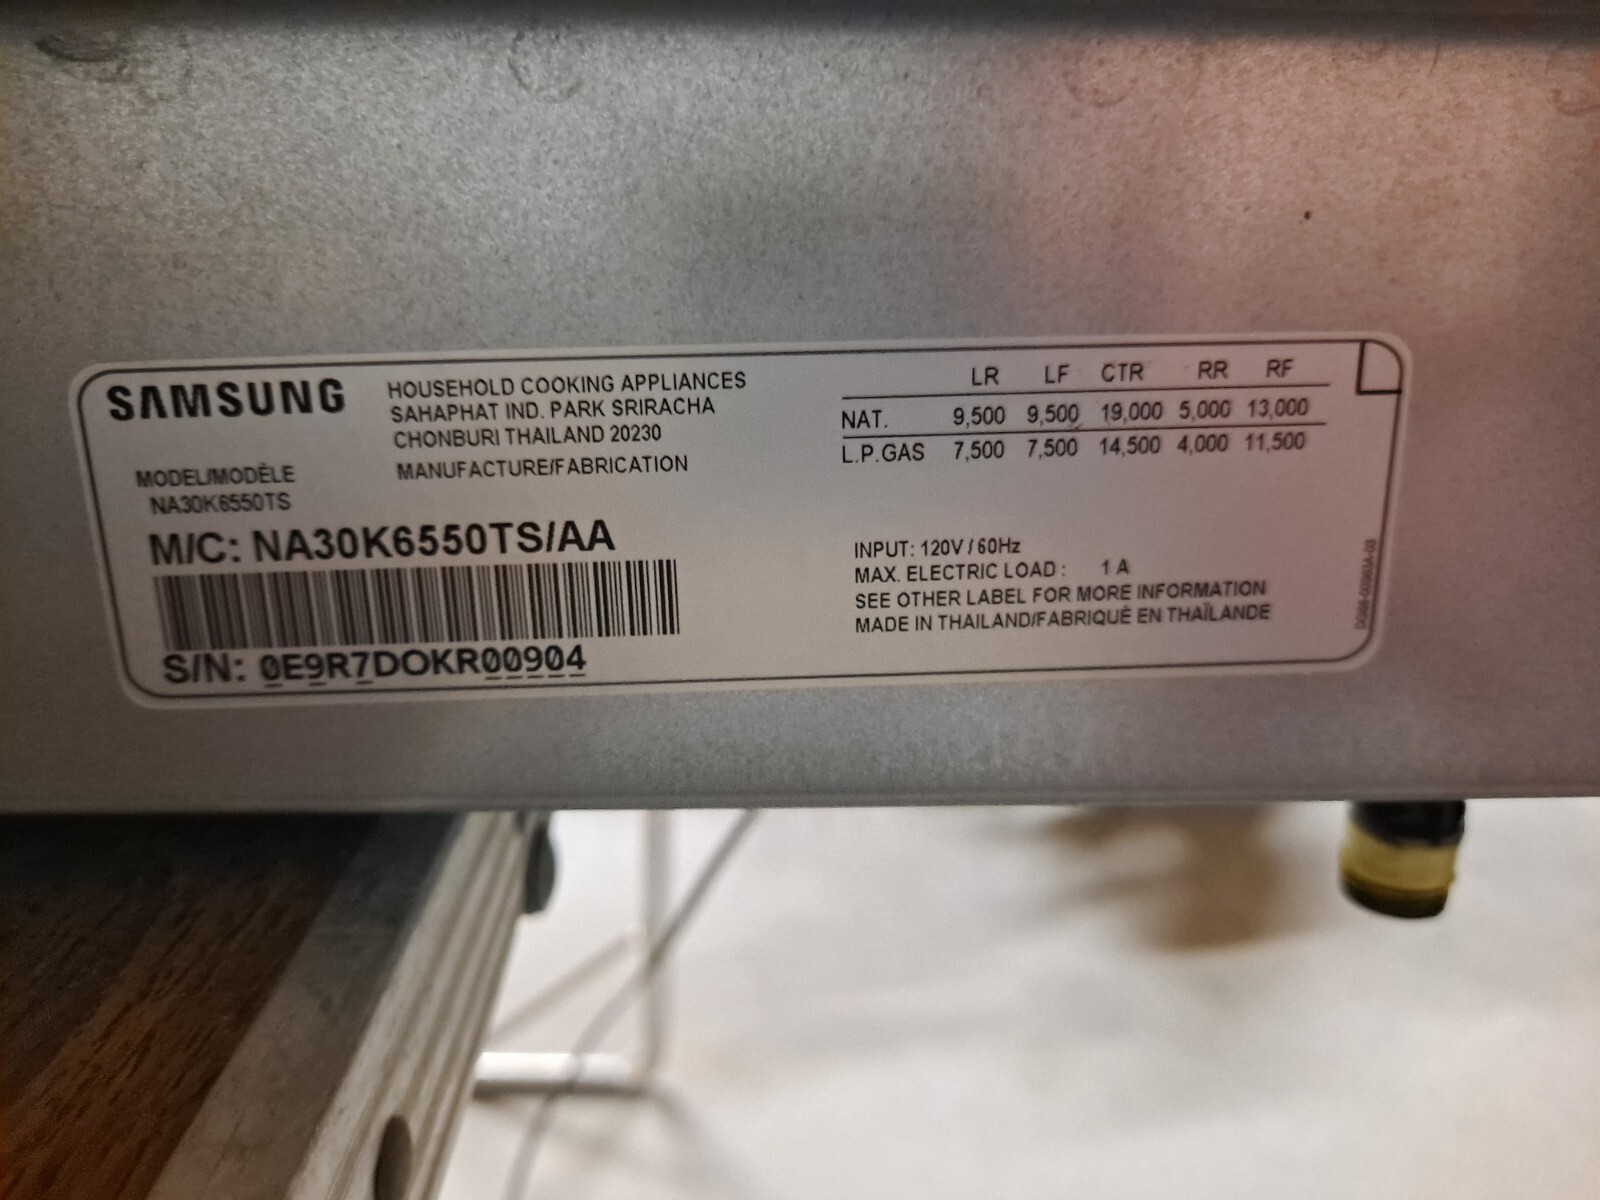 SAMSUNG
HOUSEHOLD COOKING APPLIANCES
SAHAPHAT IND. PARK SRIRACHA
CHONBURI THAILAND 20230
MANUFACTURE/FABRICATION
MODEL/MODÈLE
NA30K6550TS
M/C: NA30K6550TS/AA
S/N: 0E9R7DOKR00904
LR LF CTR RR RF
NAT. 9,500 9,500 19,000 5,000 13,000
L.P.GAS 7,500 7,500 14,500 4,000 11,500
INPUT: 120V / 60Hz
MAX. ELECTRIC LOAD : 1 A
SEE OTHER LABEL FOR MORE INFORMATION
MADE IN THAILAND/FABRIQUÉ EN THAÏLANDE